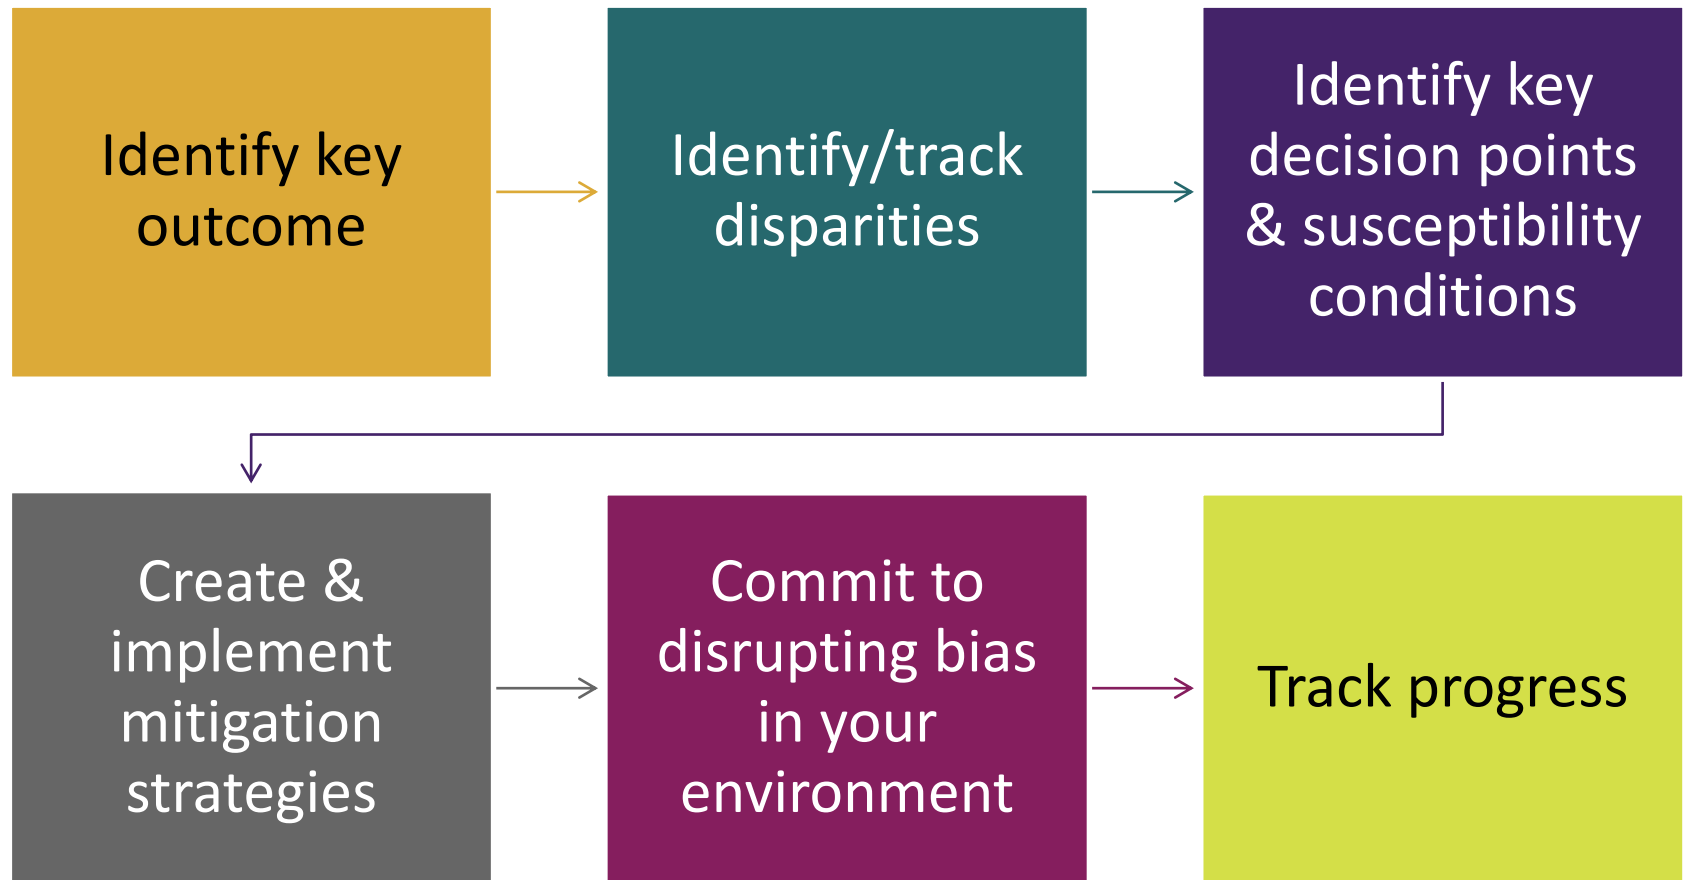 Identify key
outcome
Identify/track
disparities
Identify key
decision points
& susceptibility
conditions
Create &
implement
mitigation
strategies
Commit to
disrupting bias
in your
environment
Track progress